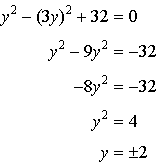 y² − (3y)² + 32 = 0
y² − 9y² = −32
−8y² = −32
y² = 4
y = ±2